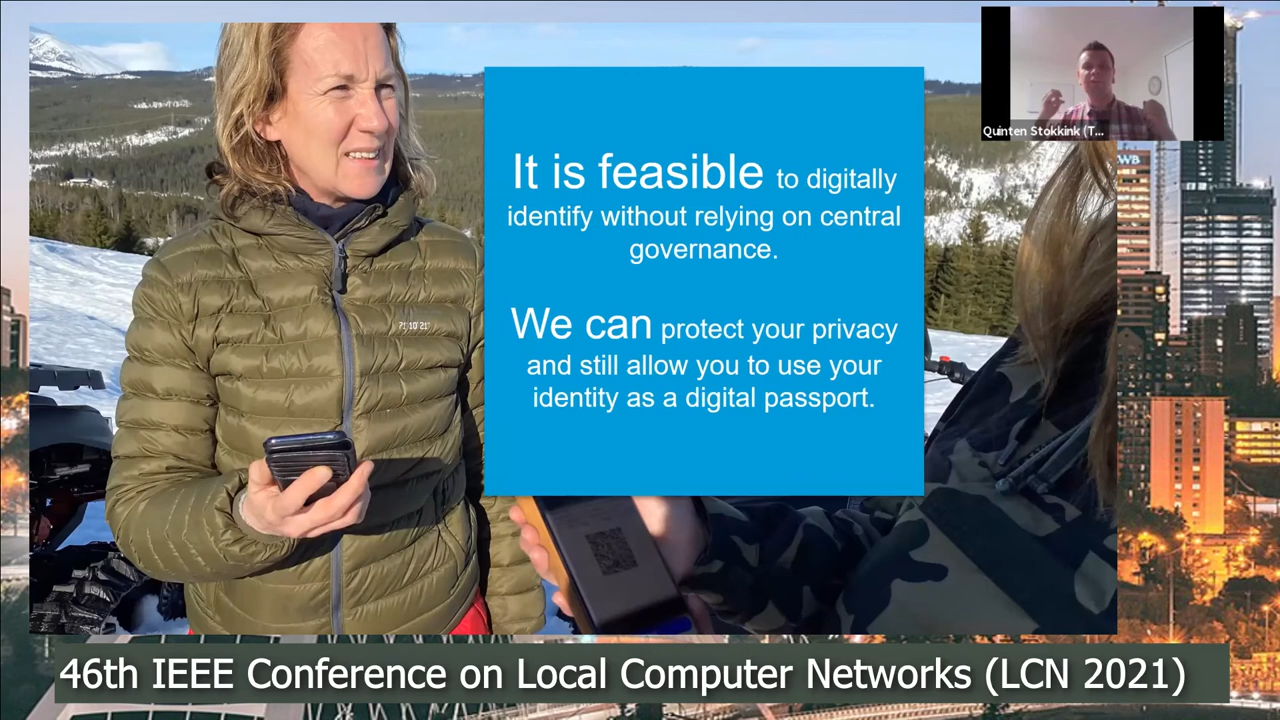 Quinten Stokkink (T...
WB
It is feasible to digitally
identify without relying on central
governance.
We can protect your privacy
and still allow you to use your
identity as a digital passport.
46th IEEE Conference on Local Computer Networks (LCN 2021)